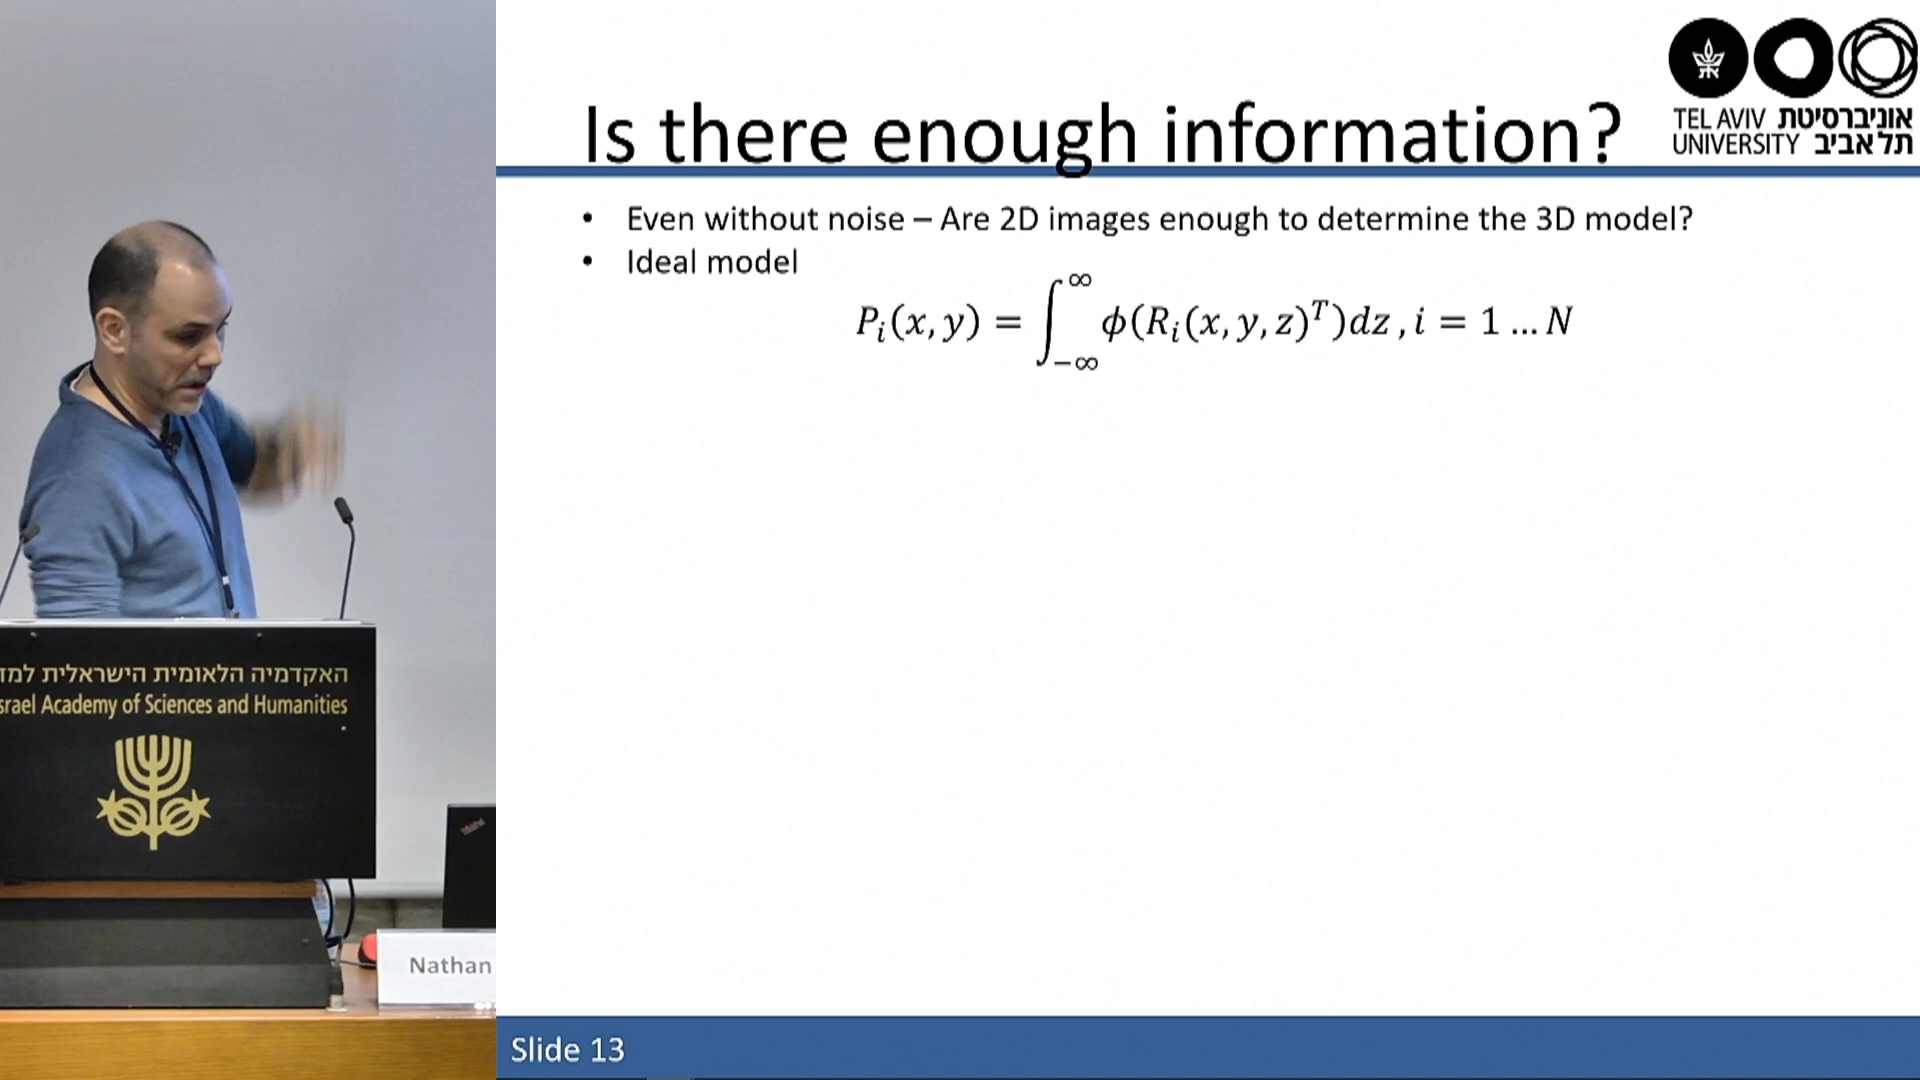 Is there enough information?
TEL AVIV אוניברסיטת
UNIVERSITY תל אביב
• Even without noise – Are 2D images enough to determine the 3D model?
• Ideal model
P_i(x, y) = ∫_{-∞}^{∞} ϕ(R_i(x, y, z)^T)dz , i = 1 … N
האקדמיה הלאומית הישראלית
Academy of Sciences and Humanities
Nathan
Slide 13